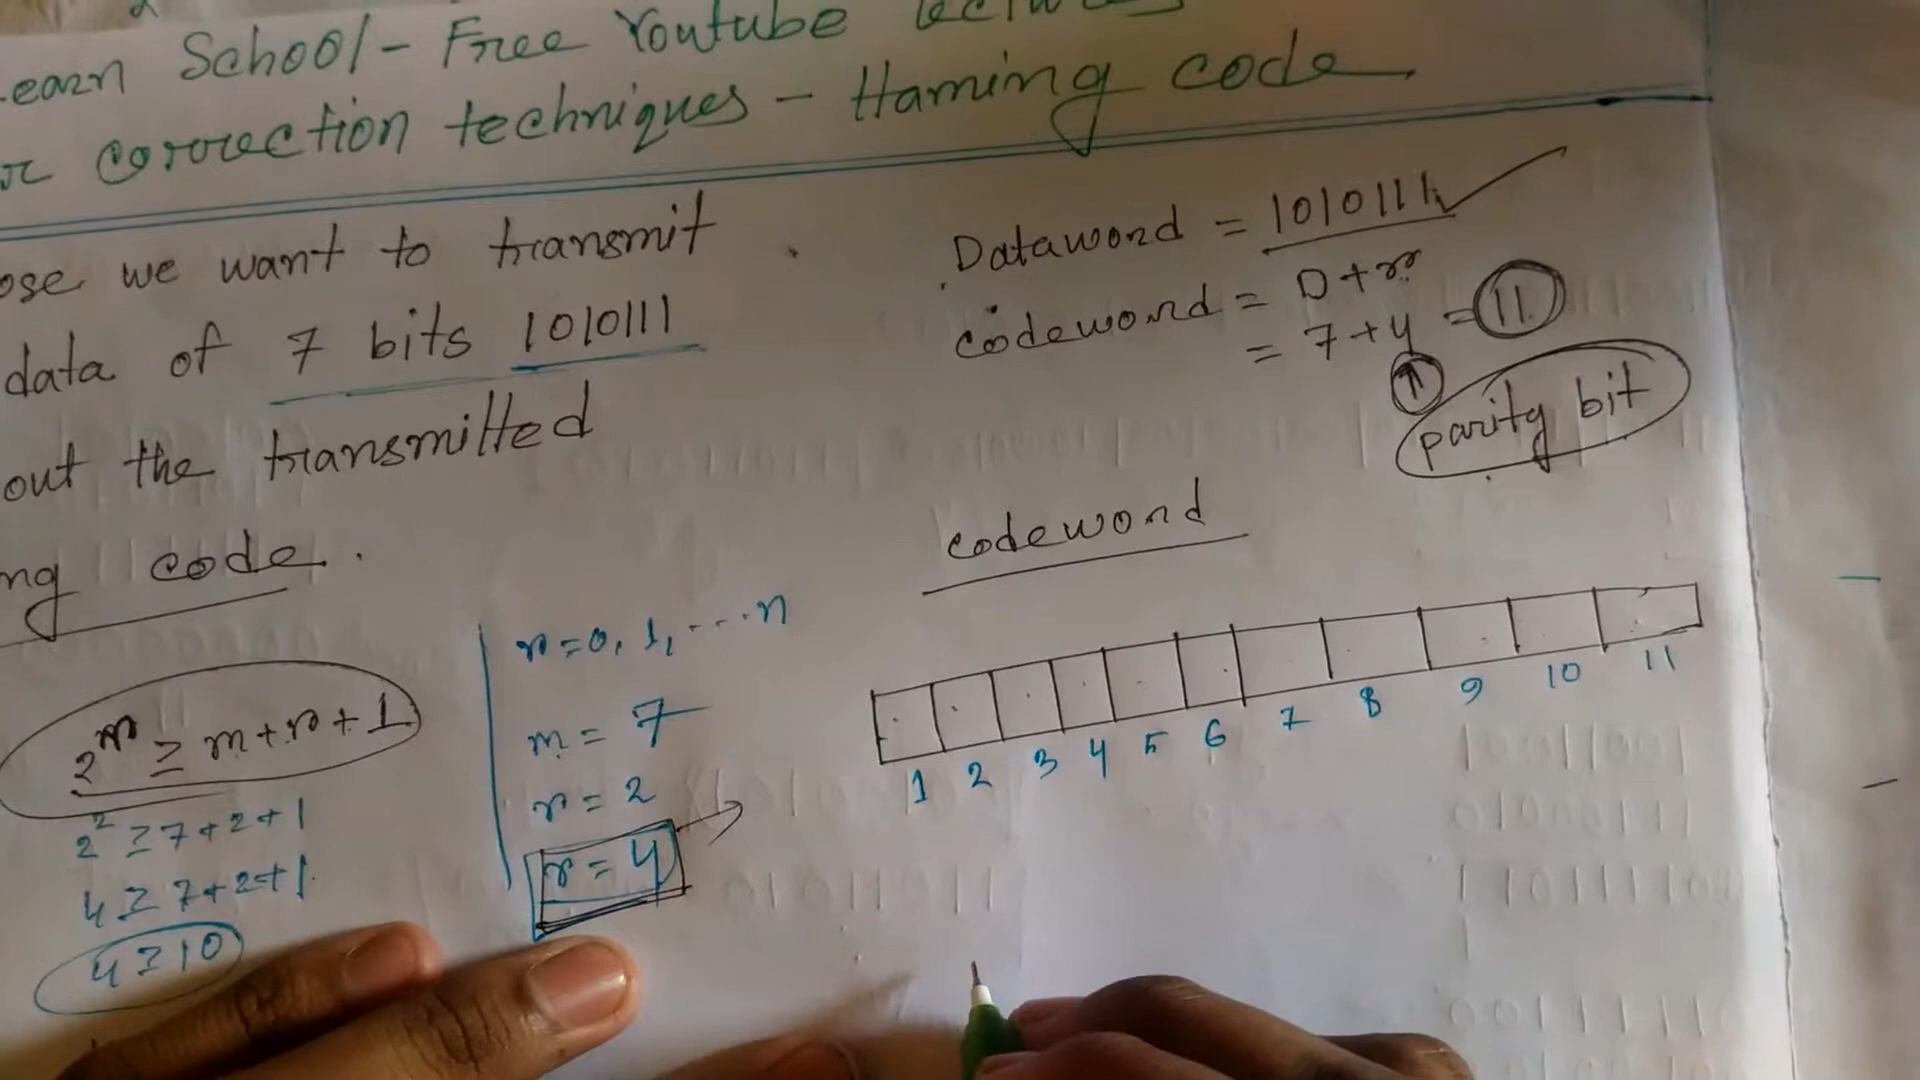 earn School - Free Youtube
correction techniques - Haming code
we want to transmit
data of 7 bits 1010111
out the transmitted
code.
2^r ≥ m+r+1
2^2 ≥ 7+2+1
4 ≥ 7+2+1
4 ≥ 10
r = 0, 1, ... n
m = 7
r = 2
r = 4
Dataword = 1010111
codeword = D+r
= 7+4 = 11
parity bit
codeword
1 2 3 4 5 6 7 8 9 10 11